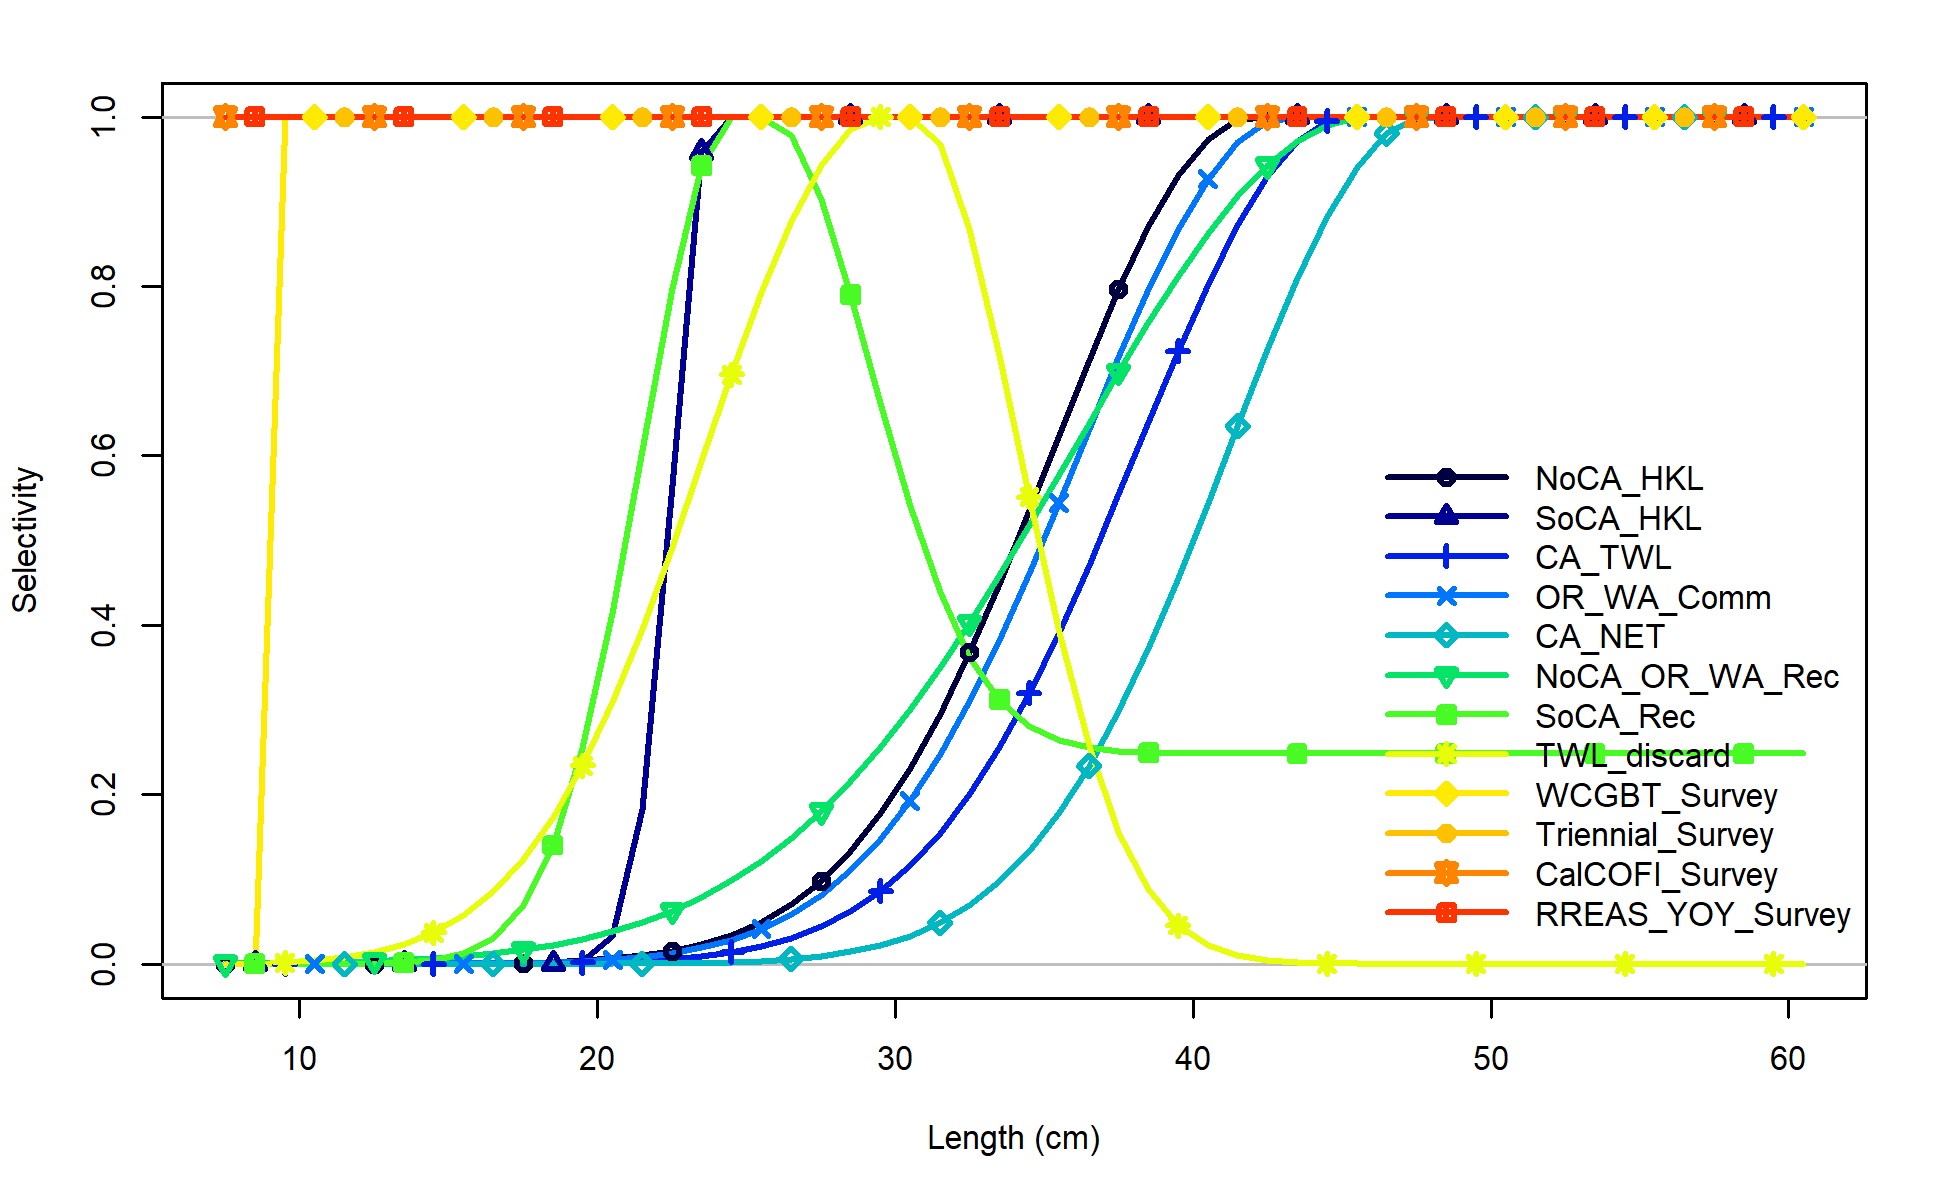 1.0
0.8
0.6
0.4
0.2
0.0
Selectivity
NoCA_HKL
SoCA_HKL
CA_TWL
OR_WA_Comm
CA_NET
NoCA_OR_WA_Rec
SoCA_Rec
TWL_discard
WCGBT_Survey
Triennial_Survey
CalCOFI_Survey
RREAS_YOY_Survey
10 20 30 40 50 60
Length (cm)